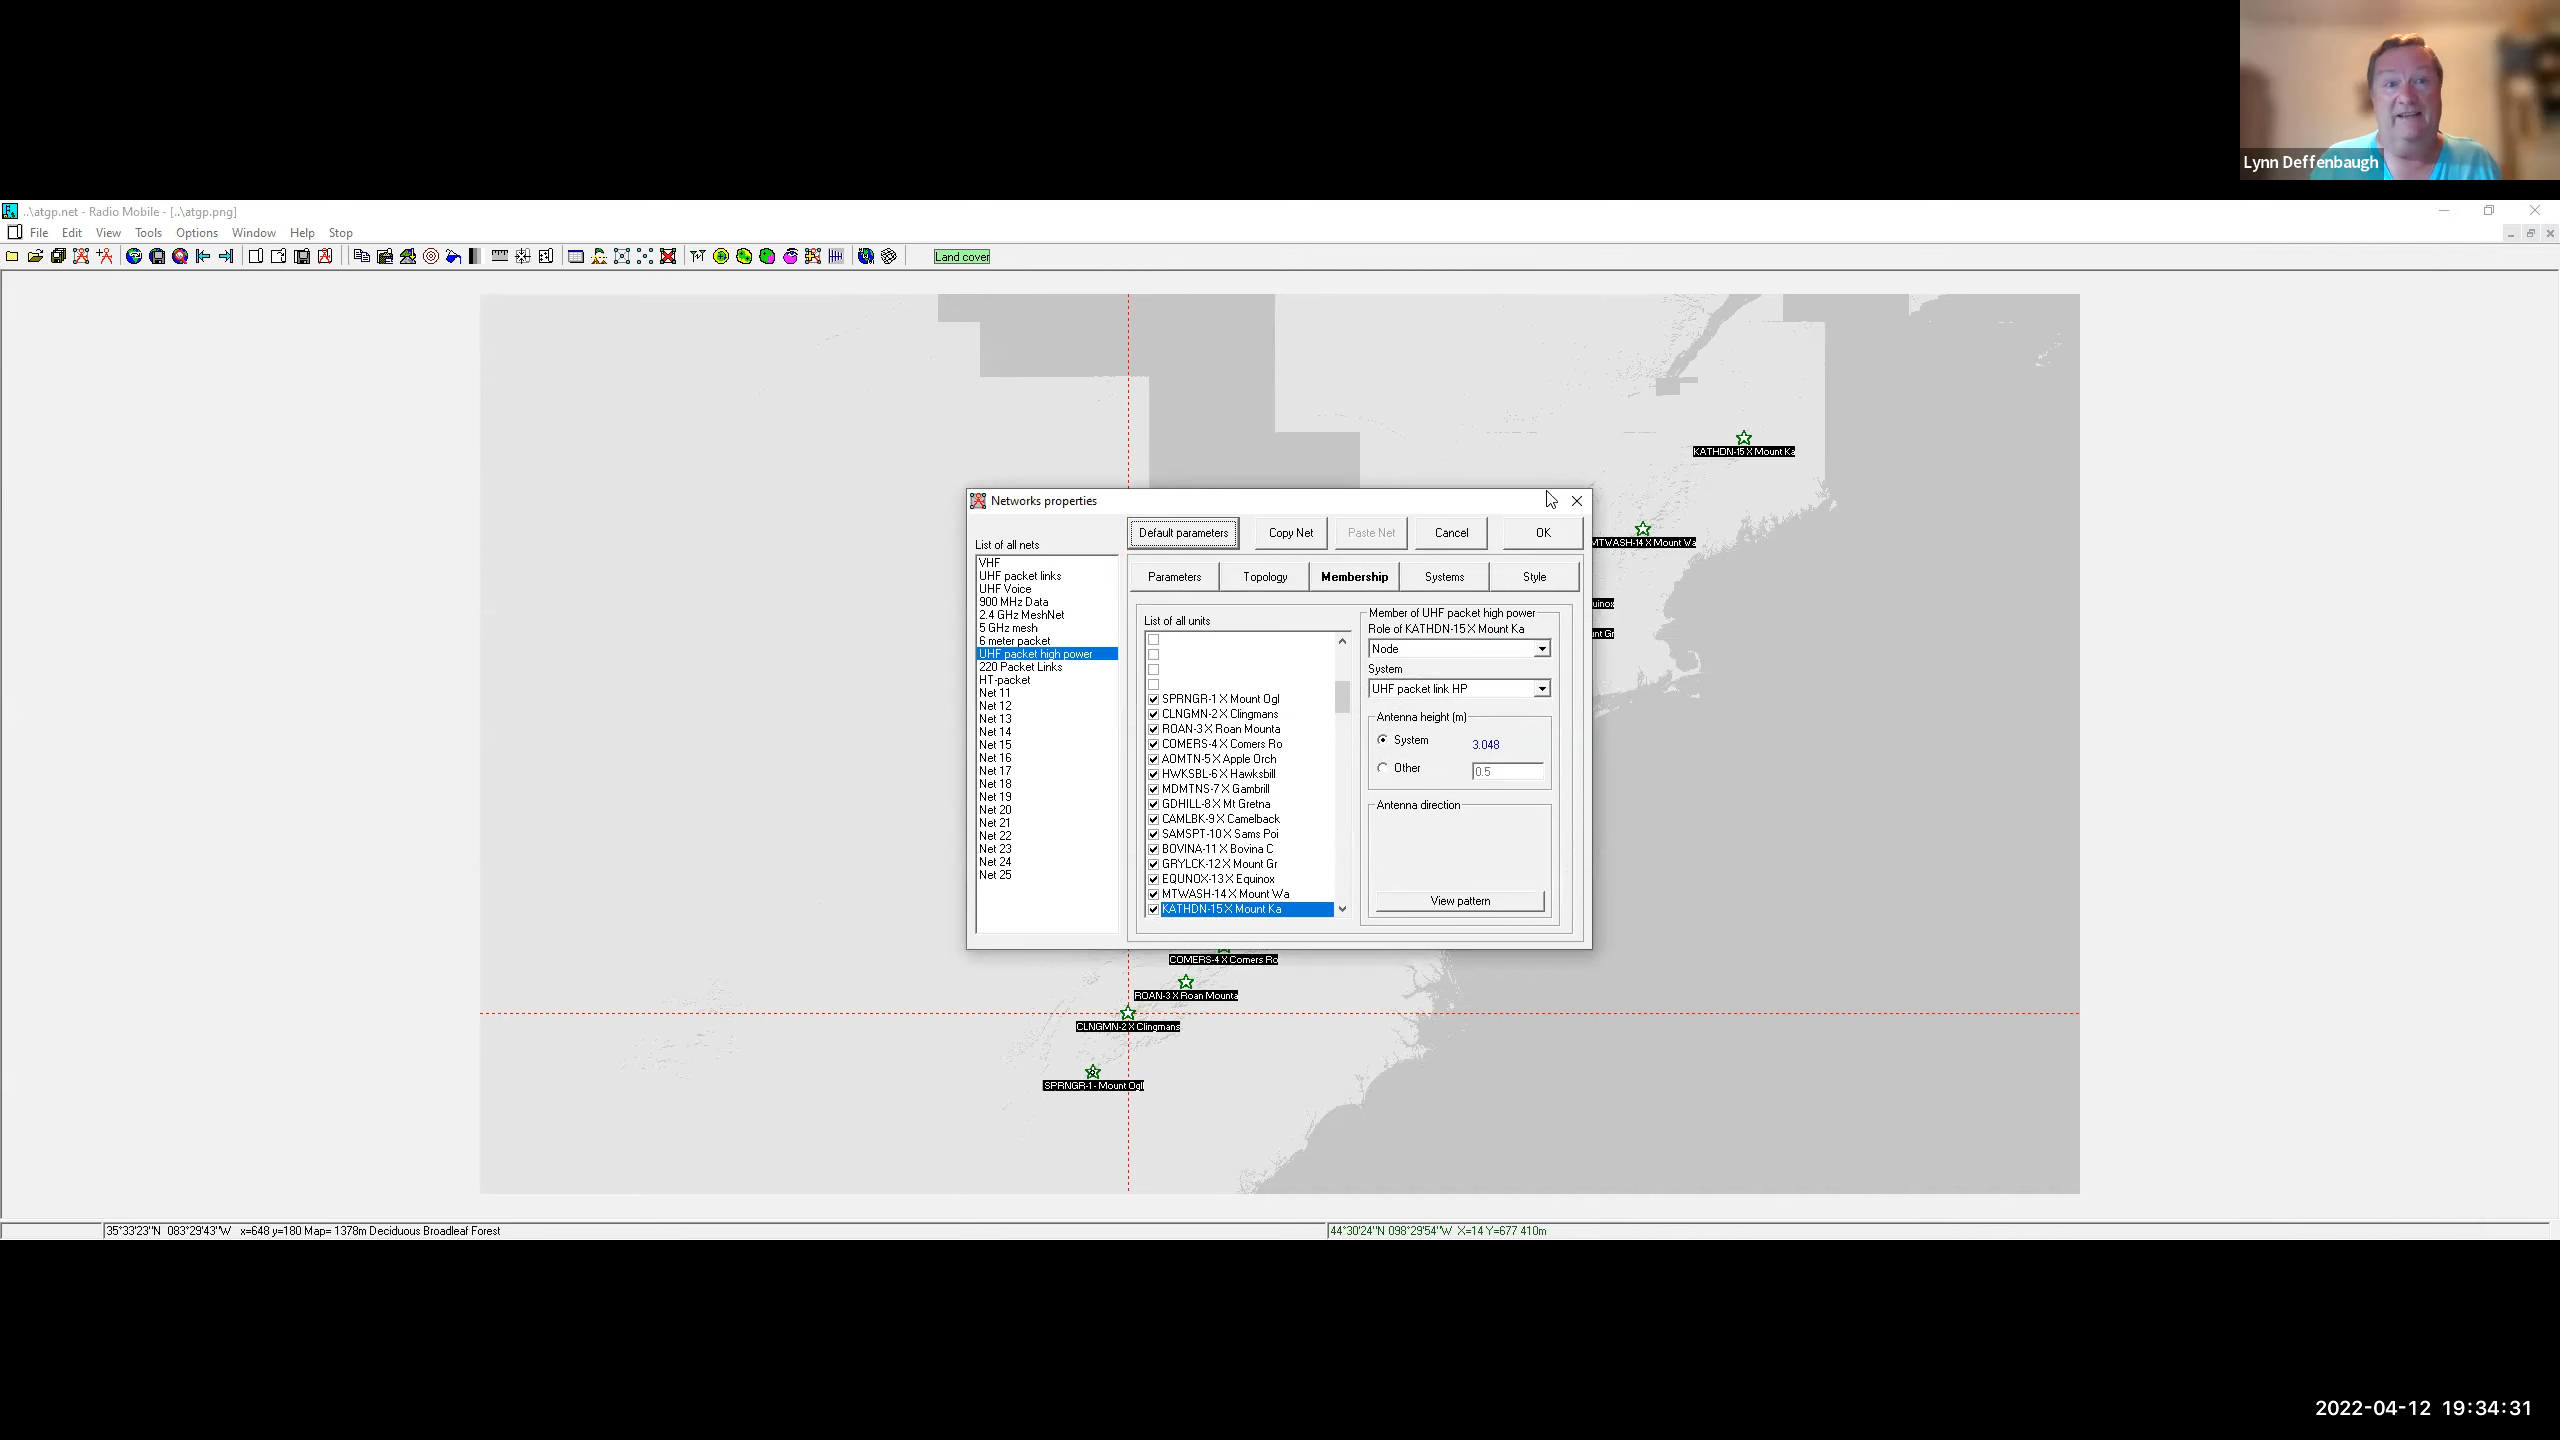 Lynn Deffenbaugh
..\atgp.net - Radio Mobile - [..\atgp.png]
File Edit View Tools Options Window Help Stop
Land cover
KATHDN-15 X Mount Ka
MTWASH-14 X Mount Wa
uinox
unt Gr
Networks properties
Default parameters Copy Net Paste Net Cancel OK
List of all nets
VHF
UHF packet links
UHF Voice
900 MHz Data
2.4 GHz MeshNet
5 GHz mesh
6 meter packet
UHF packet high power
220 Packet Links
HT-packet
Net 11
Net 12
Net 13
Net 14
Net 15
Net 16
Net 17
Net 18
Net 19
Net 20
Net 21
Net 22
Net 23
Net 24
Net 25
Parameters Topology Membership Systems Style
List of all units
SPRNGR-1 X Mount Ogl
CLNGMN-2 X Clingmans
ROAN-3 X Roan Mounta
COMERS-4 X Comers Ro
AOMTN-5 X Apple Orch
HWKSBL-6 X Hawksbill
MDMTNS-7 X Gambrill
GDHILL-8 X Mt Gretna
CAMLBK-9 X Camelback
SAMSPT-10 X Sams Poi
BOVINA-11 X Bovina C
GRYLCK-12 X Mount Gr
EQUNOX-13 X Equinox
MTWASH-14 X Mount Wa
KATHDN-15 X Mount Ka
Member of UHF packet high power
Role of KATHDN-15 X Mount Ka
Node
System
UHF packet link HP
Antenna height (m)
System 3.048
Other 0.5
Antenna direction
View pattern
COMERS-4 X Comers Ro
ROAN-3 X Roan Mounta
CLNGMN-2 X Clingmans
SPRNGR-1 - Mount Ogl
35°33'23"N 083°29'43"W x=648 y=180 Map= 1378m Deciduous Broadleaf Forest
44°30'24"N 098°29'54"W X=14 Y=677 410m
2022-04-12 19:34:31